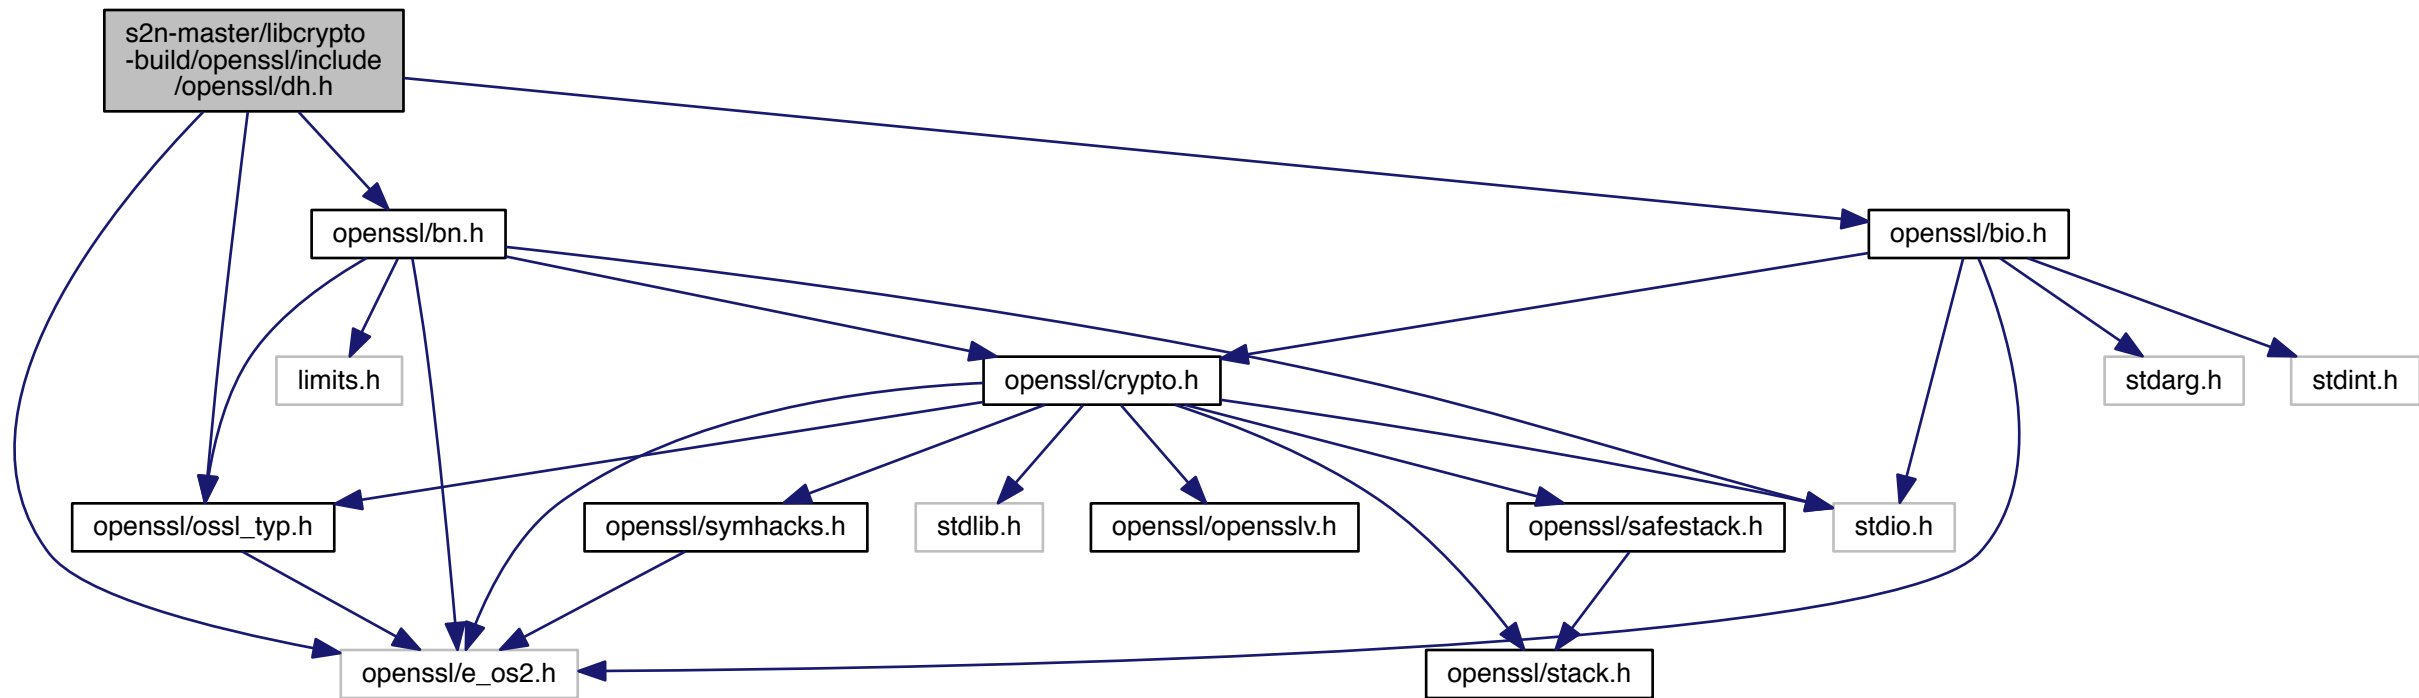 s2n-master/libcrypto
-build/openssl/include
/openssl/dh.h
openssl/bn.h
openssl/bio.h
limits.h
openssl/crypto.h
stdarg.h
stdint.h
openssl/ossl_typ.h
openssl/symhacks.h
stdlib.h
openssl/opensslv.h
openssl/safestack.h
stdio.h
openssl/e_os2.h
openssl/stack.h